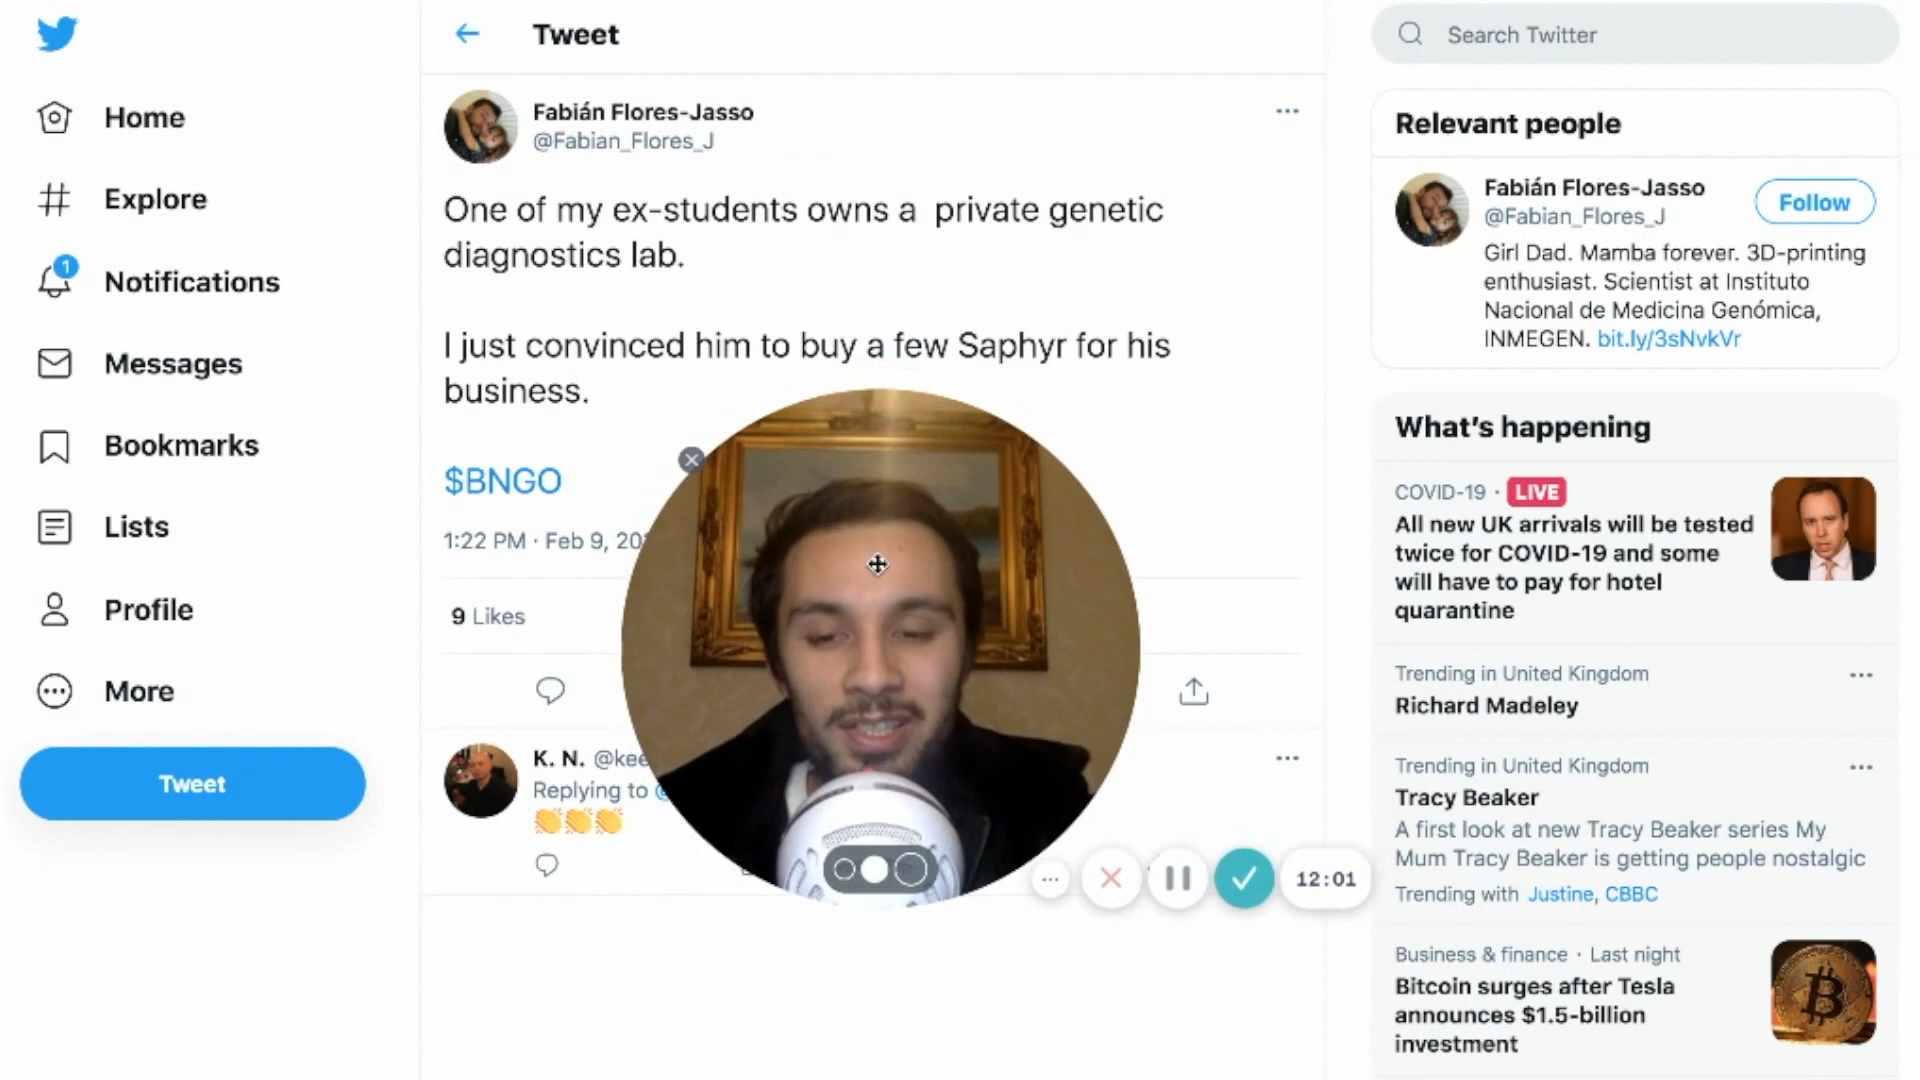 Home
Explore
1
Notifications
Messages
Bookmarks
Lists
Profile
More
Tweet
Tweet
Fabián Flores-Jasso
@Fabian_Flores_J
One of my ex-students owns a private genetic
diagnostics lab.
I just convinced him to buy a few Saphyr for his
business.
$BNGO
1:22 PM · Feb 9,
9 Likes
K. N.
Replying to
12:01
Search Twitter
Relevant people
Fabián Flores-Jasso
@Fabian_Flores_J
Follow
Girl Dad. Mamba forever. 3D-printing
enthusiast. Scientist at Instituto
Nacional de Medicina Genómica,
INMEGEN. bit.ly/3sNvkVr
What's happening
COVID-19 · LIVE
All new UK arrivals will be tested
twice for COVID-19 and some
will have to pay for hotel
quarantine
Trending in United Kingdom
Richard Madeley
Trending in United Kingdom
Tracy Beaker
A first look at new Tracy Beaker series My
Mum Tracy Beaker is getting people nostalgic
Trending with Justine, CBBC
Business & finance · Last night
Bitcoin surges after Tesla
announces $1.5-billion
investment